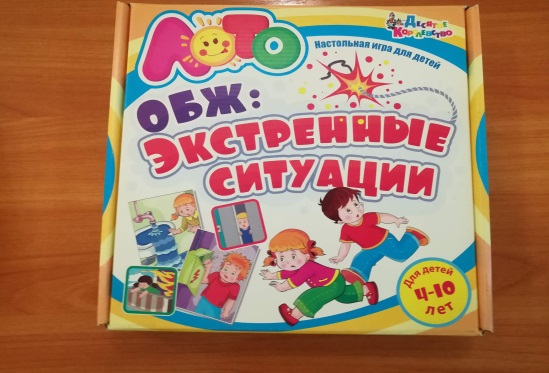 ЛОТО
Десятое
Королевство
Настольная игра для детей
ОБЖ:
ЭКСТРЕННЫЕ
СИТУАЦИИ
Для детей
4-10
лет